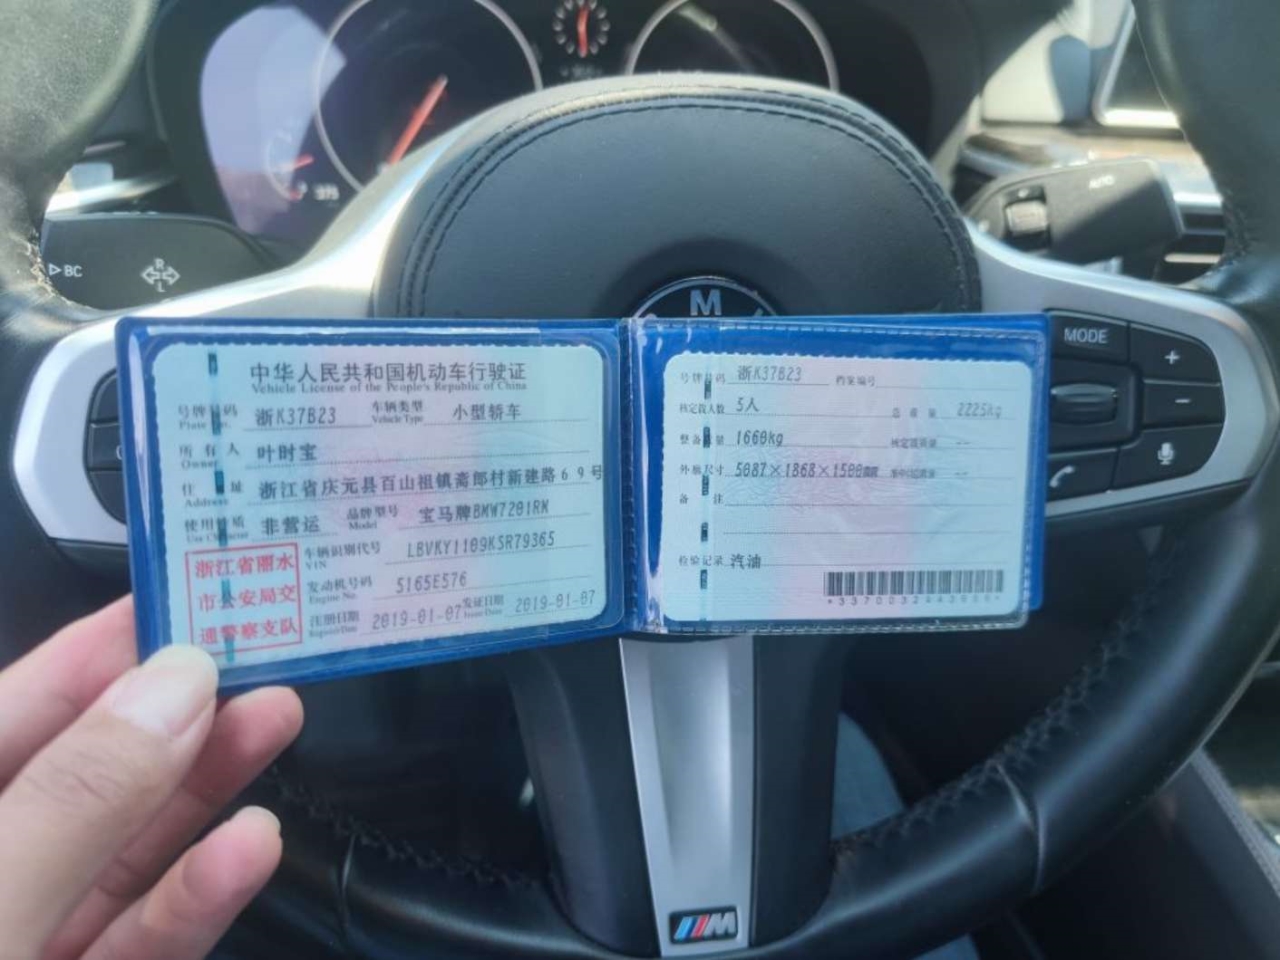 中华人民共和国机动车行驶证
Vehicle License of the People's Republic of China
号牌号码 浙K37B23 车辆类型 小型轿车
Plate No. Vehicle Type
所有人 叶时宝
Owner
住址 浙江省庆元县百山祖镇斋郎村新建路69号
Address
使用性质 非营运 品牌型号 宝马牌BMW7201RM
Use Character Model
浙江省丽水
市公安局交
通警察支队
车辆识别代号 LBVKY1109KSR79365
VIN
发动机号码 5165E576
Engine No.
注册日期 2019-01-07 发证日期 2019-01-07
Register Date Issue Date
号牌号码 浙K37B23 档案编号
核定载人数 5人 总质量 2225kg
整备质量 1660kg 核定载质量 --
外廓尺寸 5087×1868×1500mm --
备注
检验记录 汽油
BC
R
L
AUTO
MODE
+
−
M
M